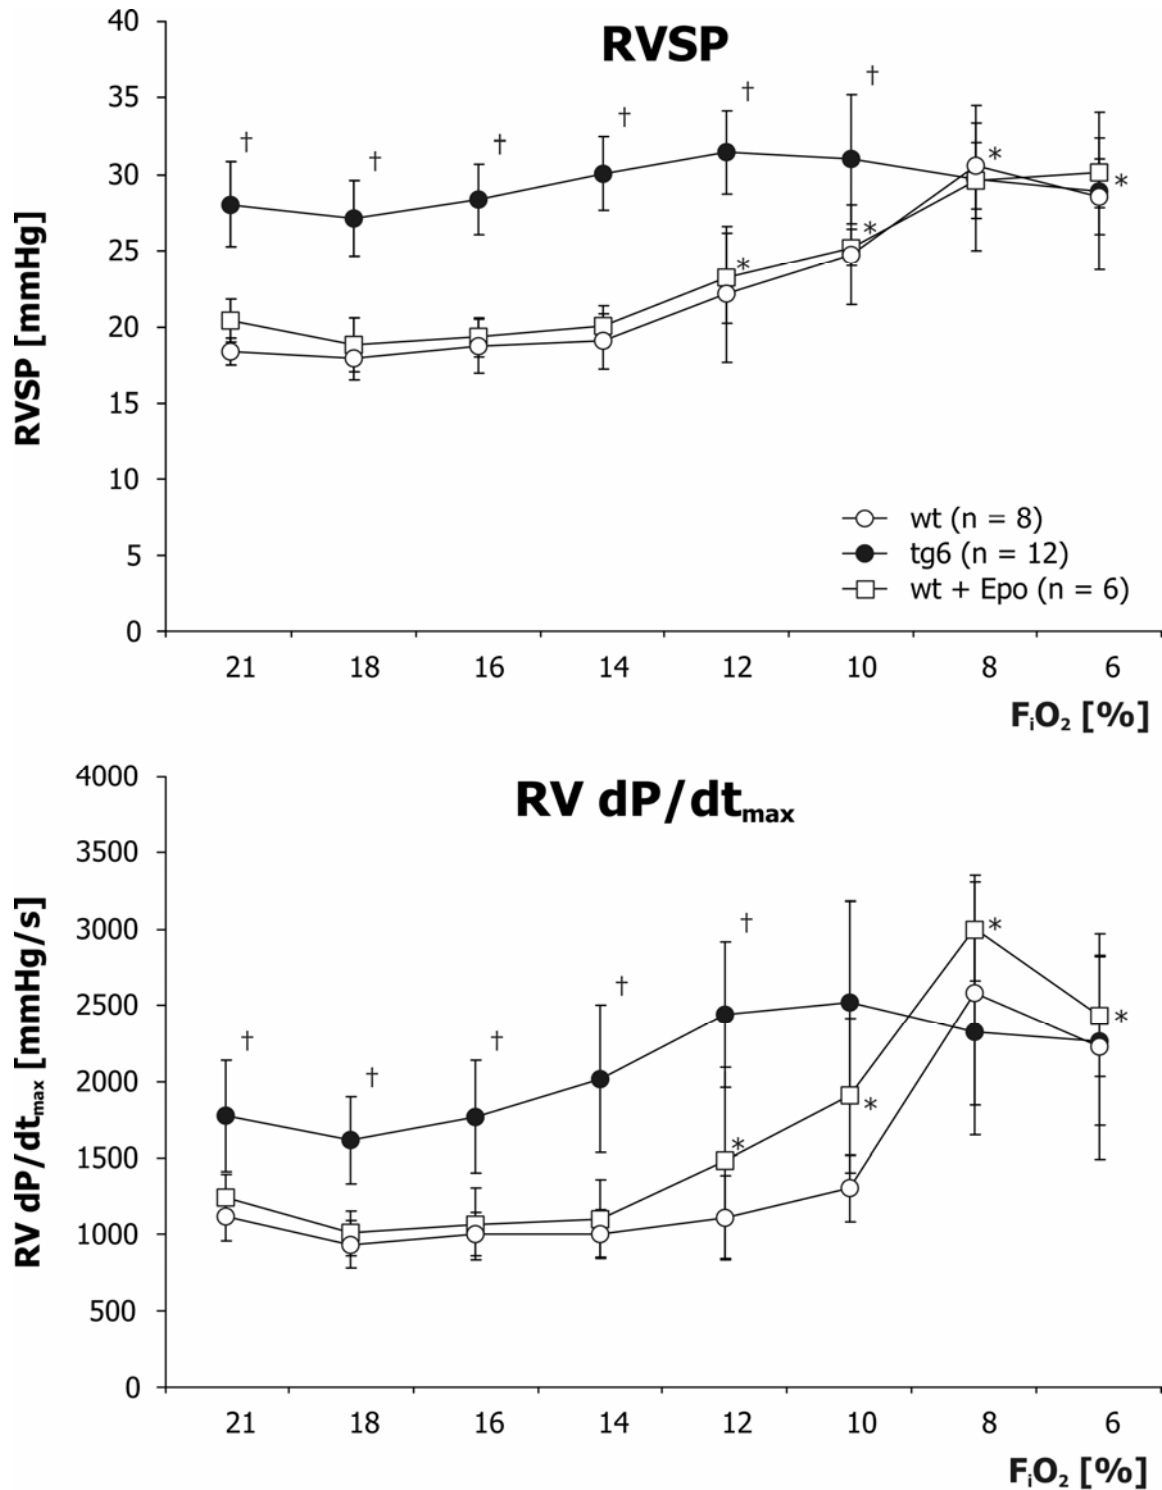 RVSP
RVSP [mmHg]
40
35
30
25
20
15
10
5
0
† † † † † †
* * * *
wt (n = 8)
tg6 (n = 12)
wt + Epo (n = 6)
21 18 16 14 12 10 8 6
FiO₂ [%]
RV dP/dtmax
RV dP/dtmax [mmHg/s]
4000
3500
3000
2500
2000
1500
1000
500
0
† † † † †
* * * *
21 18 16 14 12 10 8 6
FiO₂ [%]